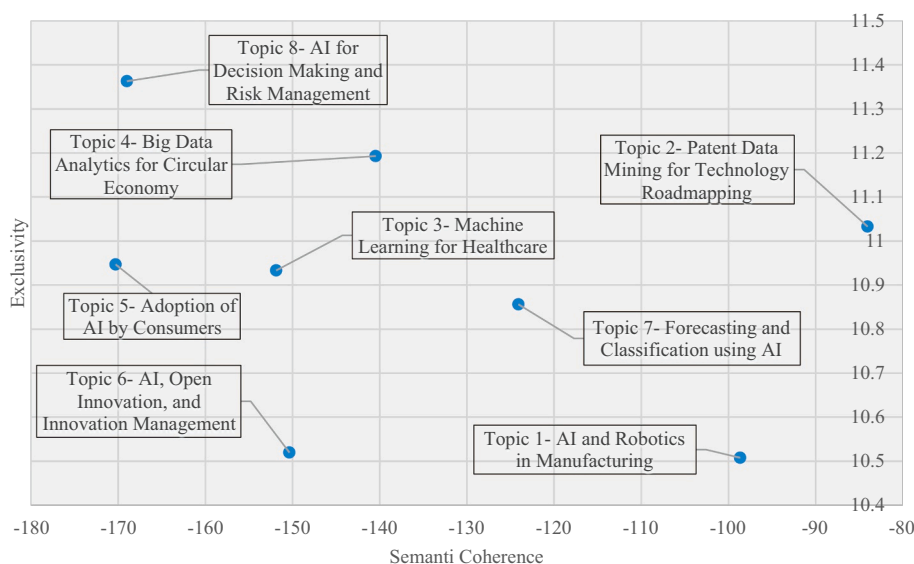 11.5
Topic 8- AI for
Decision Making and
Risk Management
11.4
11.3
Topic 4- Big Data
Analytics for Circular
Economy
11.2
Topic 2- Patent Data
Mining for Technology
Roadmapping
11.1
Topic 3- Machine
Learning for Healthcare
11
Exclusivity
10.9
Topic 5- Adoption of
AI by Consumers
Topic 7- Forecasting and
Classification using AI
10.8
10.7
Topic 6- AI, Open
Innovation, and
Innovation Management
10.6
Topic 1- AI and Robotics
in Manufacturing
10.5
10.4
-180 -170 -160 -150 -140 -130 -120 -110 -100 -90 -80
Semanti Coherence